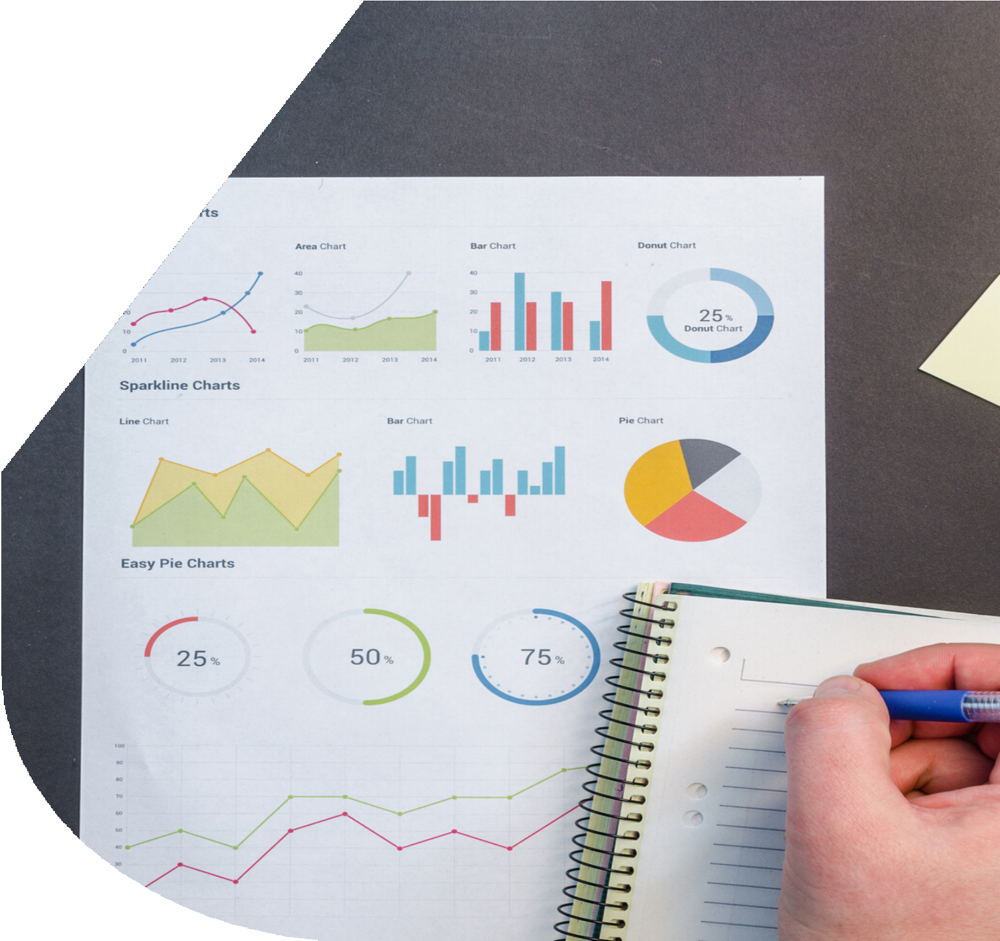 rts
Area Chart
Bar Chart
Donut Chart
10
0
2011 2012 2013 2014
40
30
20
10
0
2011 2012 2013 2014
40
30
20
10
0
2011 2012 2013 2014
25%
Donut Chart
Sparkline Charts
Line Chart
Bar Chart
Pie Chart
Easy Pie Charts
25%
50%
75%
100
90
80
70
60
50
40
30